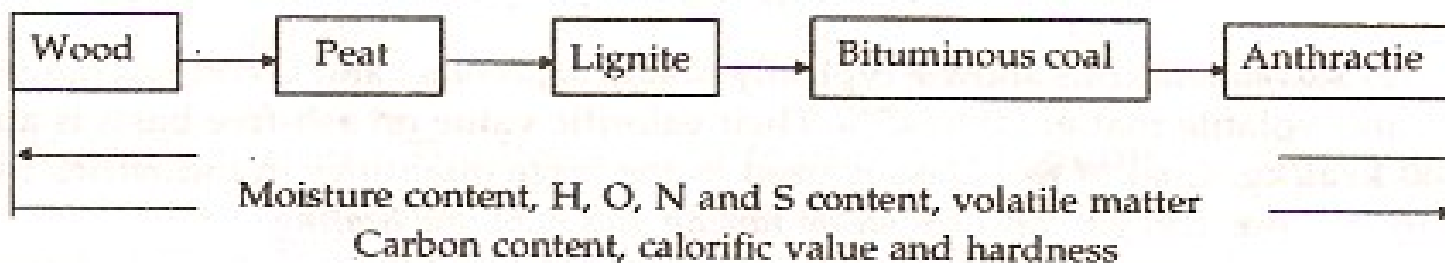 Wood
Peat
Lignite
Bituminous coal
Anthractie
Moisture content, H, O, N and S content, volatile matter
Carbon content, calorific value and hardness